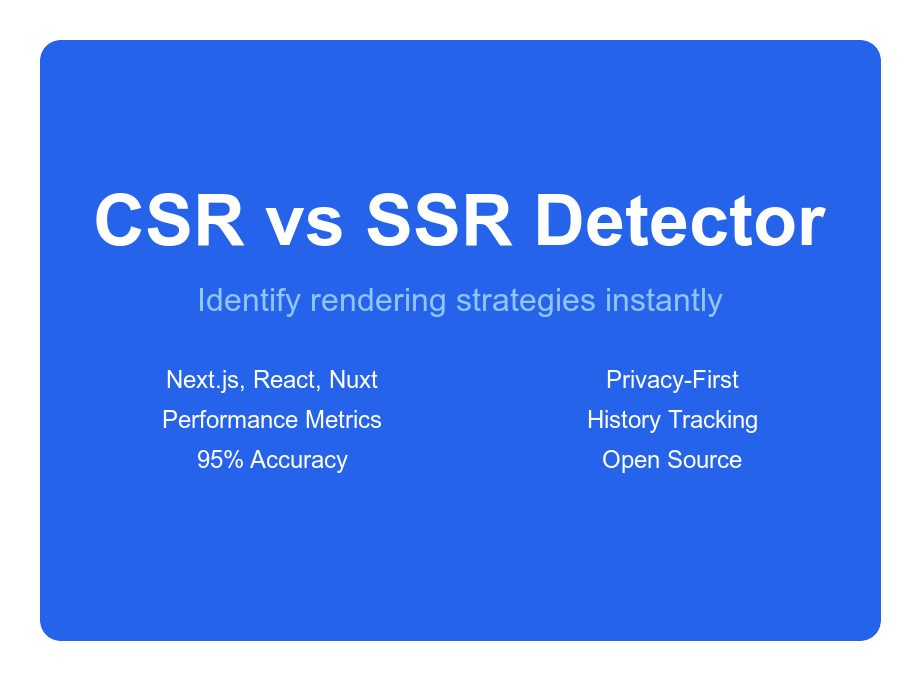 CSR vs SSR Detector
Identify rendering strategies instantly
Next.js, React, Nuxt
Performance Metrics
95% Accuracy
Privacy-First
History Tracking
Open Source